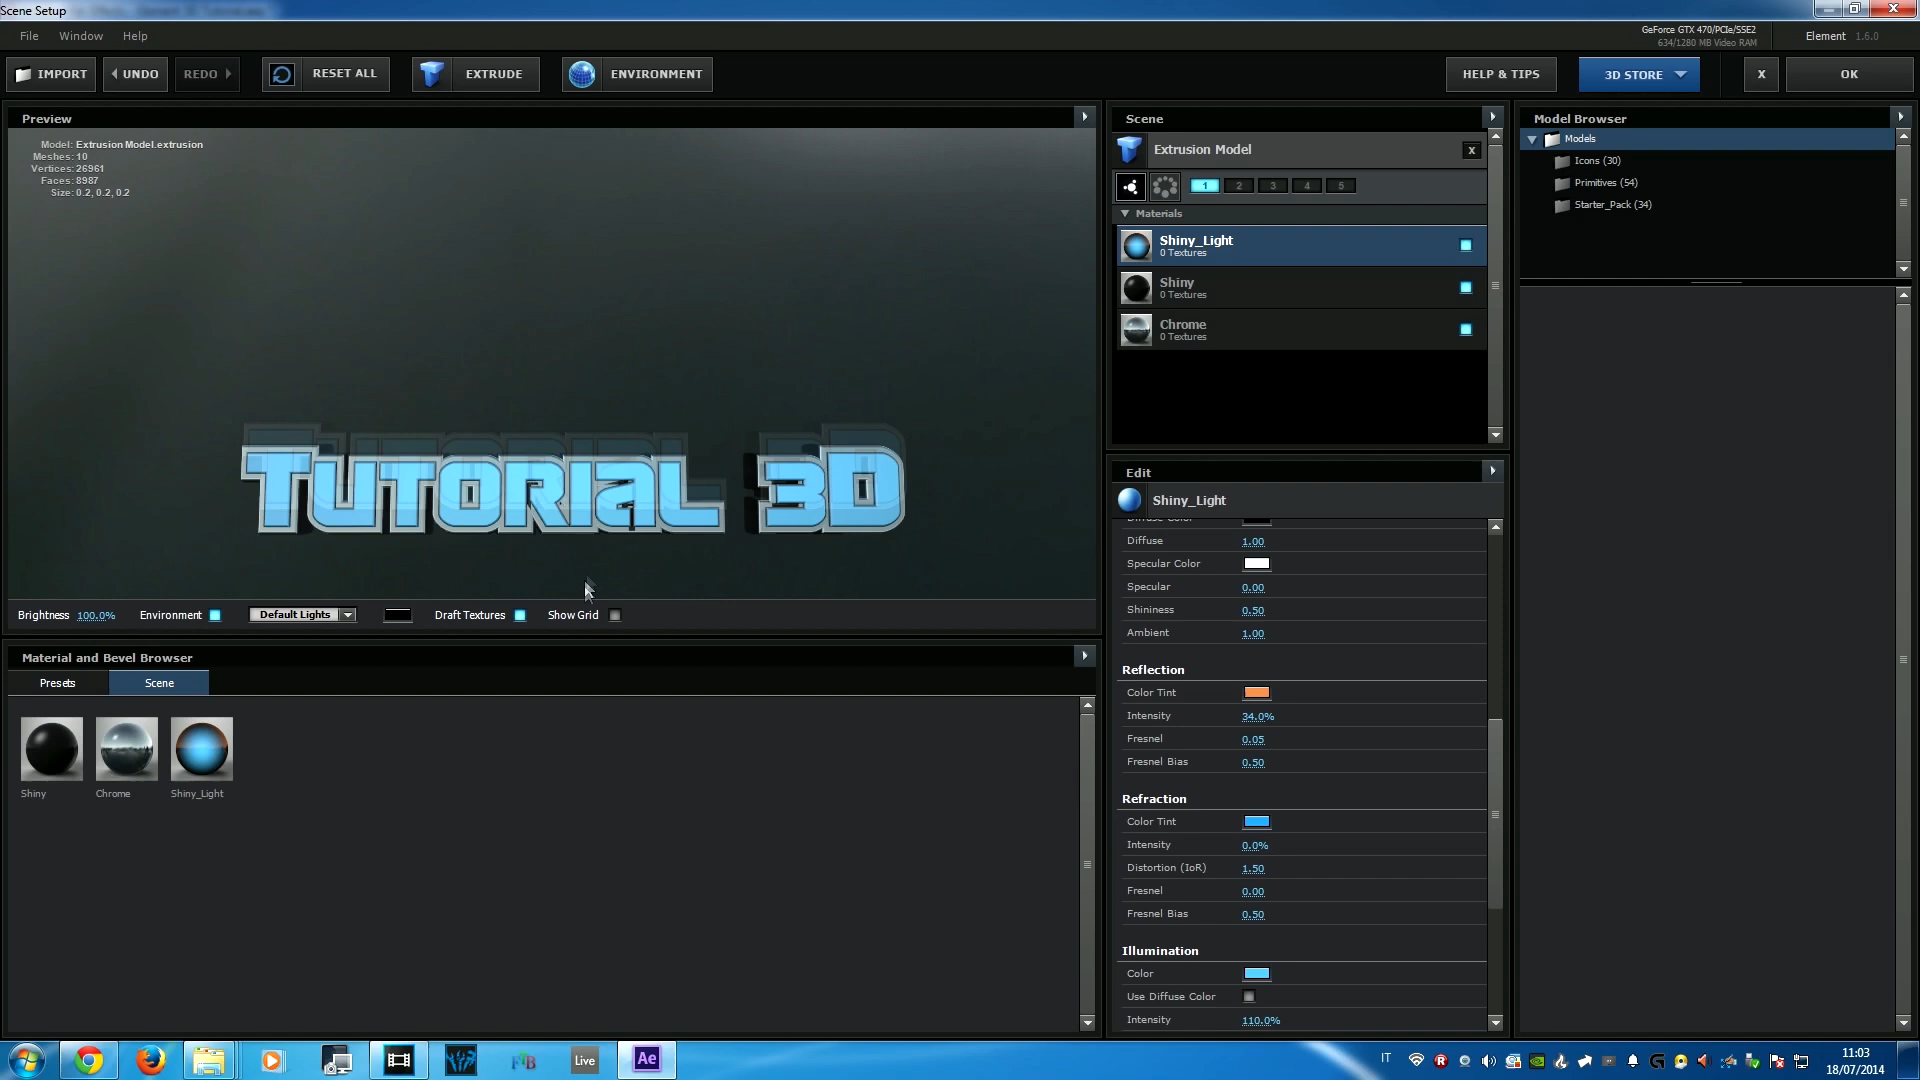 Scene Setup
File Window Help
GeForce GTX 470/PCIe/SSE2
634/1280 MB Video RAM
Element 1.6.0
IMPORT UNDO REDO RESET ALL EXTRUDE ENVIRONMENT HELP & TIPS 3D STORE X OK
Preview
Model: Extrusion Model.extrusion
Meshes: 10
Vertices: 26961
Faces: 8987
Size: 0.2, 0.2, 0.2
Tutorial 3D
Brightness 100.0% Environment Default Lights Draft Textures Show Grid
Material and Bevel Browser
Presets Scene
Shiny Chrome Shiny_Light
Scene
Extrusion Model X
1 2 3 4 5
Materials
Shiny_Light
0 Textures
Shiny
0 Textures
Chrome
0 Textures
Edit
Shiny_Light
Diffuse Color
Diffuse 1.00
Specular Color
Specular 0.00
Shininess 0.50
Ambient 1.00
Reflection
Color Tint
Intensity 34.0%
Fresnel 0.05
Fresnel Bias 0.50
Refraction
Color Tint
Intensity 0.0%
Distortion (IoR) 1.50
Fresnel 0.00
Fresnel Bias 0.50
Illumination
Color
Use Diffuse Color
Intensity 110.0%
Model Browser
Models
Icons (30)
Primitives (54)
Starter_Pack (34)
FTB Live Ae
IT
11:03
18/07/2014